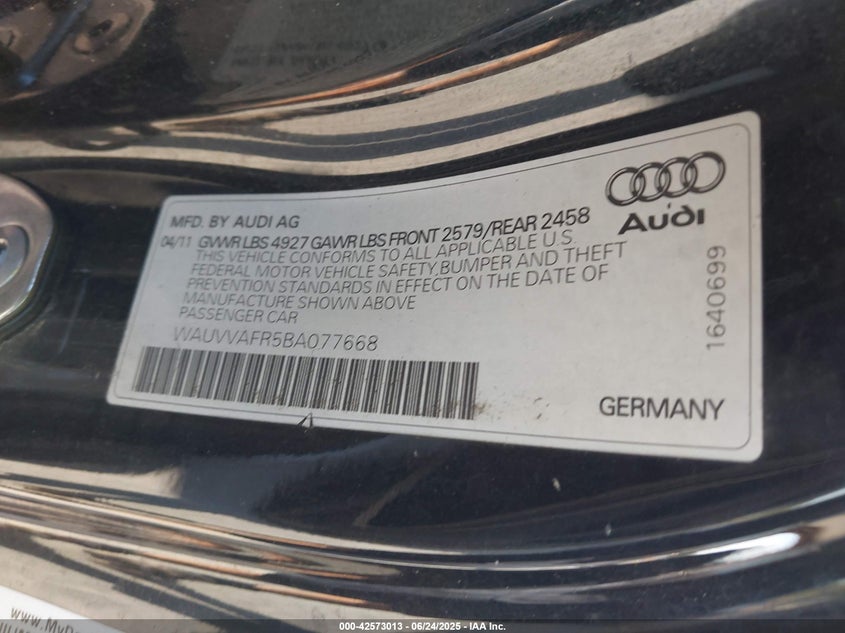 MFD. BY AUDI AG
04/11 GVWR LBS 4927 GAWR LBS FRONT 2579/REAR 2458
THIS VEHICLE CONFORMS TO ALL APPLICABLE U.S.
FEDERAL MOTOR VEHICLE SAFETY, BUMPER AND THEFT
PREVENTION STANDARDS IN EFFECT ON THE DATE OF
MANUFACTURE SHOWN ABOVE
PASSENGER CAR
WAUVVAFR5BA077668
Audi
1640699
GERMANY
000-42573013 - 06/24/2025 - IAA Inc.